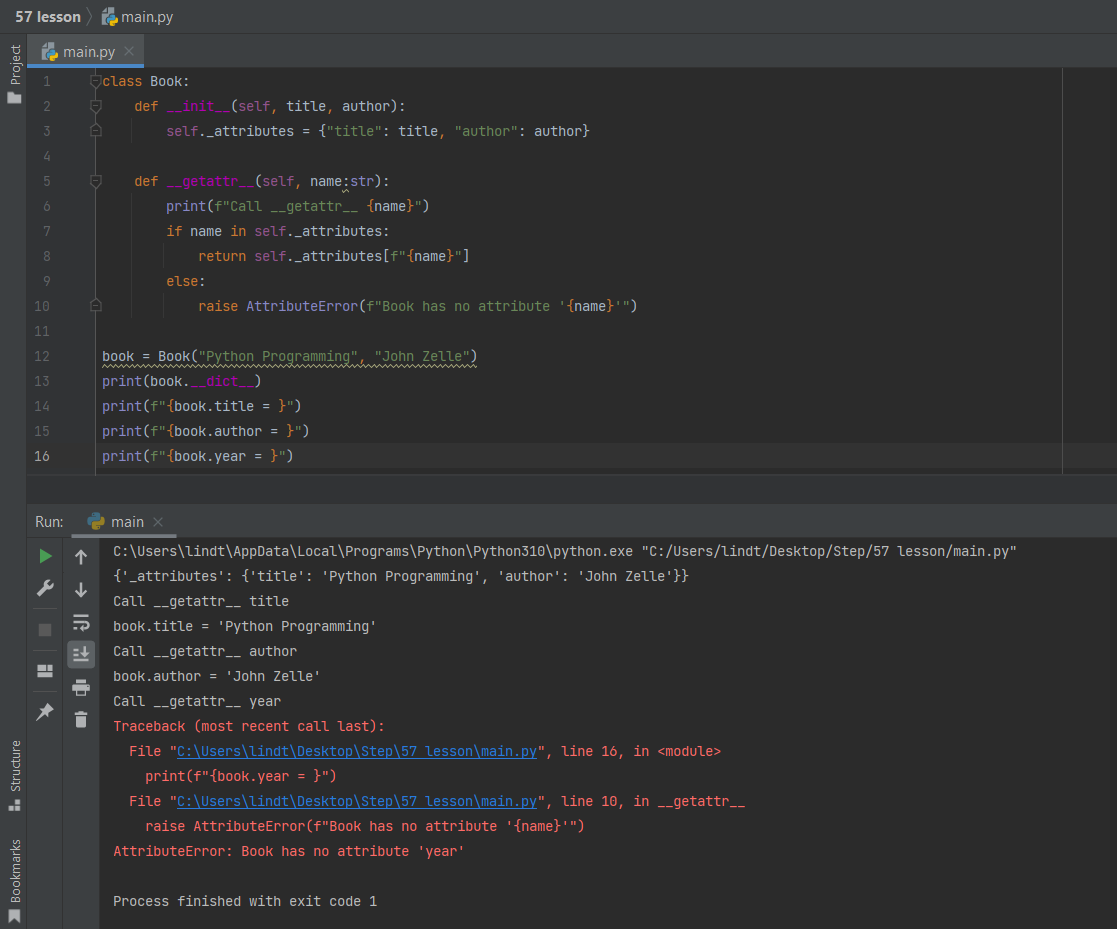 57 lesson main.py
Project
main.py
1 class Book:
2     def __init__(self, title, author):
3         self._attributes = {"title": title, "author": author}
4
5     def __getattr__(self, name:str):
6         print(f"Call __getattr__ {name}")
7         if name in self._attributes:
8             return self._attributes[f"{name}"]
9         else:
10             raise AttributeError(f"Book has no attribute '{name}'")
11
12 book = Book("Python Programming", "John Zelle")
13 print(book.__dict__)
14 print(f"{book.title = }")
15 print(f"{book.author = }")
16 print(f"{book.year = }")
Run: main
C:\Users\lindt\AppData\Local\Programs\Python\Python310\python.exe "C:/Users/lindt/Desktop/Step/57 lesson/main.py"
{'_attributes': {'title': 'Python Programming', 'author': 'John Zelle'}}
Call __getattr__ title
book.title = 'Python Programming'
Call __getattr__ author
book.author = 'John Zelle'
Call __getattr__ year
Traceback (most recent call last):
  File "C:\Users\lindt\Desktop\Step\57 lesson\main.py", line 16, in <module>
    print(f"{book.year = }")
  File "C:\Users\lindt\Desktop\Step\57 lesson\main.py", line 10, in __getattr__
    raise AttributeError(f"Book has no attribute '{name}'")
AttributeError: Book has no attribute 'year'

Process finished with exit code 1
Structure
Bookmarks